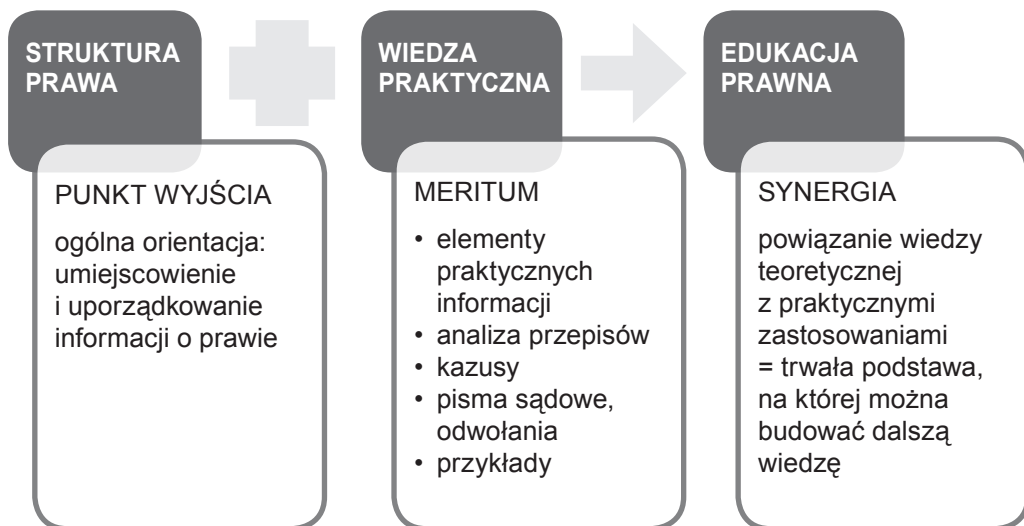 STRUKTURA
PRAWA
PUNKT WYJŚCIA
ogólna orientacja:
umiejscowienie
i uporządkowanie
informacji o prawie
WIEDZA
PRAKTYCZNA
MERITUM
• elementy
praktycznych
informacji
• analiza przepisów
• kazusy
• pisma sądowe,
odwołania
• przykłady
EDUKACJA
PRAWNA
SYNERGIA
powiązanie wiedzy
teoretycznej
z praktycznymi
zastosowaniami
= trwała podstawa,
na której można
budować dalszą
wiedzę